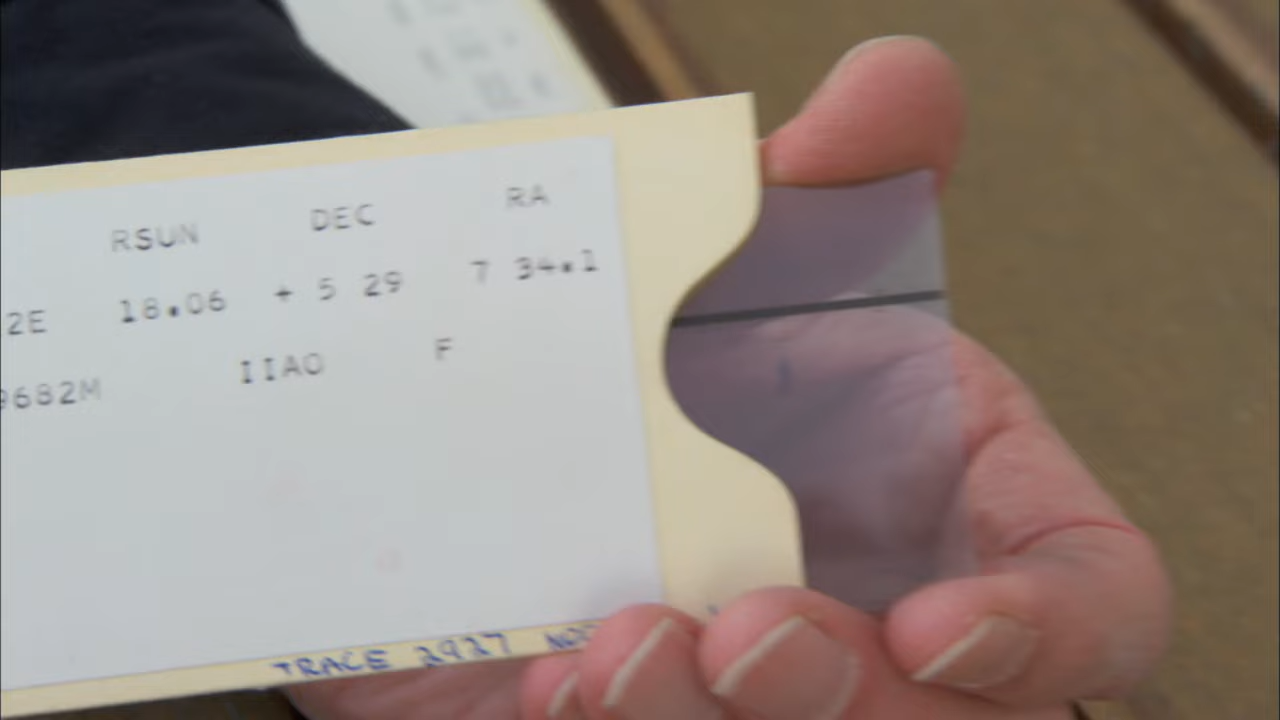 RSUN DEC RA
2E 18.06 + 5 29 7 34.1
9682M IIAO F
TRACE 2927